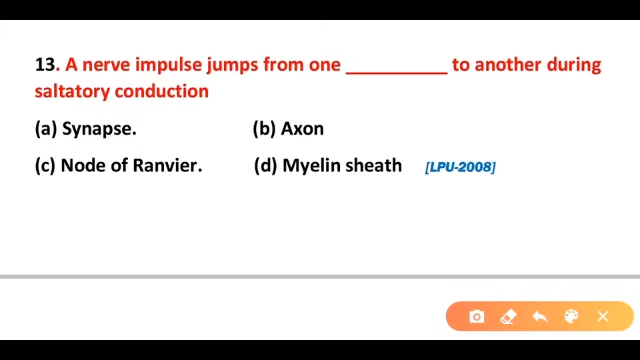 13. A nerve impulse jumps from one __________ to another during
saltatory conduction
(a) Synapse. (b) Axon
(c) Node of Ranvier. (d) Myelin sheath [LPU-2008]